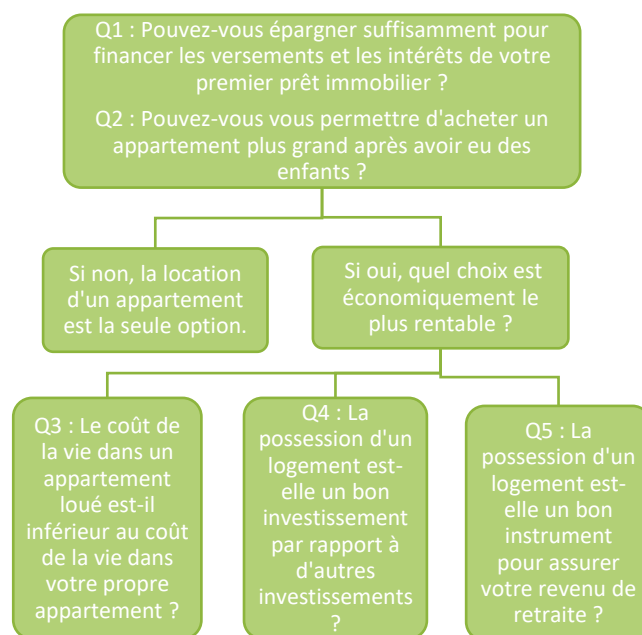 Q1 : Pouvez-vous épargner suffisamment pour
financer les versements et les intérêts de votre
premier prêt immobilier ?
Q2 : Pouvez-vous vous permettre d'acheter un
appartement plus grand après avoir eu des
enfants ?
Si non, la location
d'un appartement
est la seule option.
Si oui, quel choix est
économiquement le
plus rentable ?
Q3 : Le coût de
la vie dans un
appartement
loué est-il
inférieur au coût
de la vie dans
votre propre
appartement ?
Q4 : La
possession d'un
logement est-
elle un bon
investissement
par rapport à
d'autres
investissements
?
Q5 : La
possession d'un
logement est-
elle un bon
instrument
pour assurer
votre revenu de
retraite ?